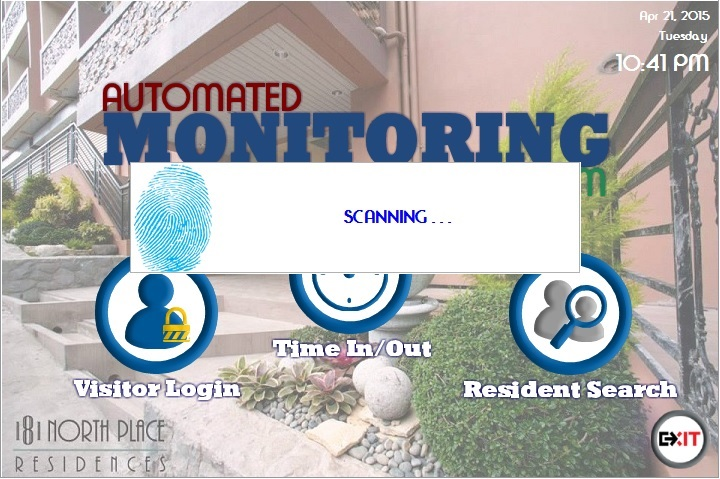 Apr 21, 2015
Tuesday
10:41 PM
AUTOMATED
MONITORING
SCANNING . . .
Time In/Out
Visitor Login
Resident Search
181 NORTH PLACE
RESIDENCES
EXIT